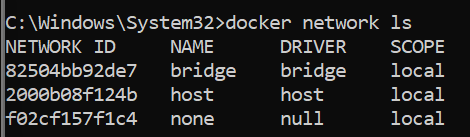 C:\Windows\System32>docker network ls
NETWORK ID     NAME      DRIVER    SCOPE
82504bb92de7   bridge    bridge    local
2000b08f124b   host      host      local
f02cf157f1c4   none      null      local